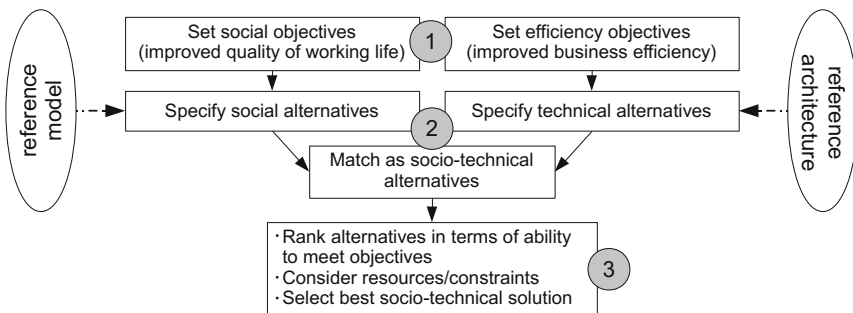 reference
model
Set social objectives
(improved quality of working life)
1
Set efficiency objectives
(improved business efficiency)
reference
architecture
Specify social alternatives
Specify technical alternatives
2
Match as socio-technical
alternatives
·Rank alternatives in terms of ability
to meet objectives
·Consider resources/constraints
·Select best socio-technical solution
3